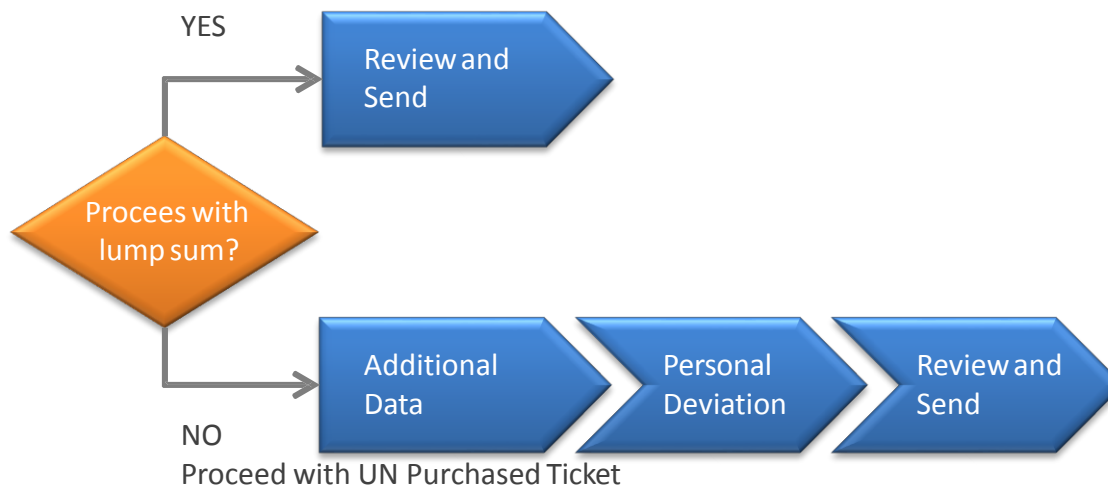 YES
Review and
Send
Procees with
lump sum?
Additional
Data
Personal
Deviation
Review and
Send
NO
Proceed with UN Purchased Ticket